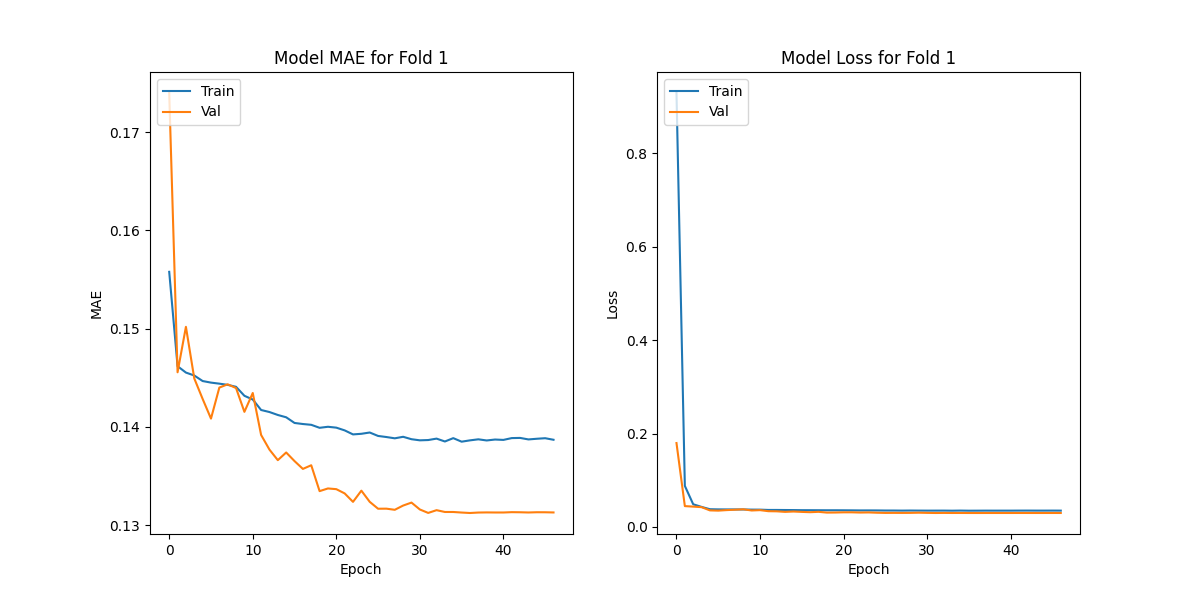 Model MAE for Fold 1
Train
Val
0.17
0.16
0.15
0.14
0.13
MAE
0 10 20 30 40
Epoch
Model Loss for Fold 1
Train
Val
0.8
0.6
0.4
0.2
0.0
Loss
0 10 20 30 40
Epoch